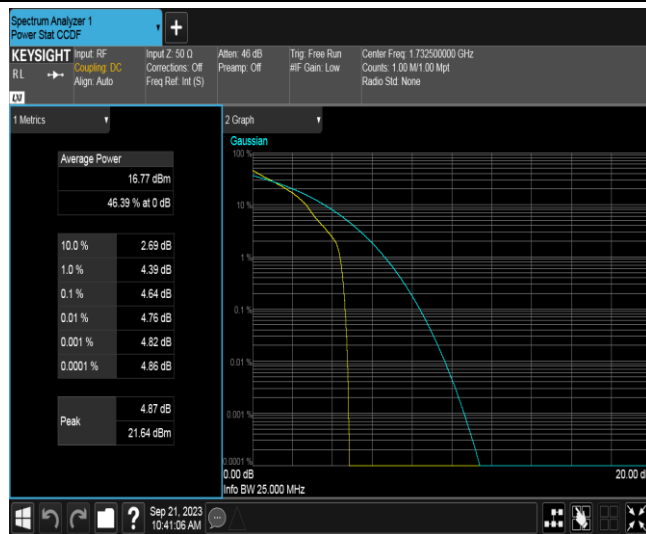 Spectrum Analyzer 1
Power Stat CCDF
KEYSIGHT
RL
Input: RF
Coupling: DC
Align: Auto
Input Z: 50 Ω
Corrections: Off
Freq Ref: Int (S)
Atten: 46 dB
Preamp: Off
Trig: Free Run
#IF Gain: Low
Center Freq: 1.732500000 GHz
Counts: 1.00 M/1.00 Mpt
Radio Std: None
1 Metrics
Average Power
16.77 dBm
46.39 % at 0 dB
10.0 % 2.69 dB
1.0 % 4.39 dB
0.1 % 4.64 dB
0.01 % 4.76 dB
0.001 % 4.82 dB
0.0001 % 4.86 dB
Peak
4.87 dB
21.64 dBm
2 Graph
Gaussian
100 %
10 %
1 %
0.1 %
0.01 %
0.001 %
0.0001 %
0.00 dB
20.00 d
Info BW 25.000 MHz
?
Sep 21, 2023
10:41:06 AM